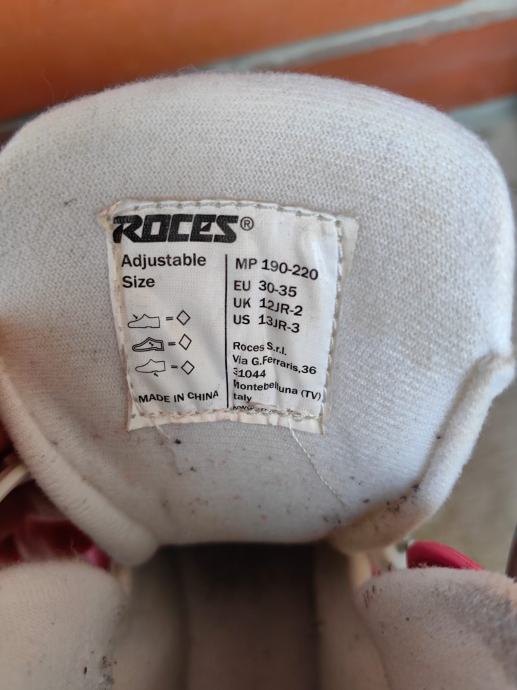 ROCES®
Adjustable
Size
= ◇
= ◇
= ◇
MADE IN CHINA
MP 190-220
EU 30-35
UK 12JR-2
US 13JR-3
Roces S.r.l.
Via G.Ferraris,36
31044
Montebelluna (TV)
Italy